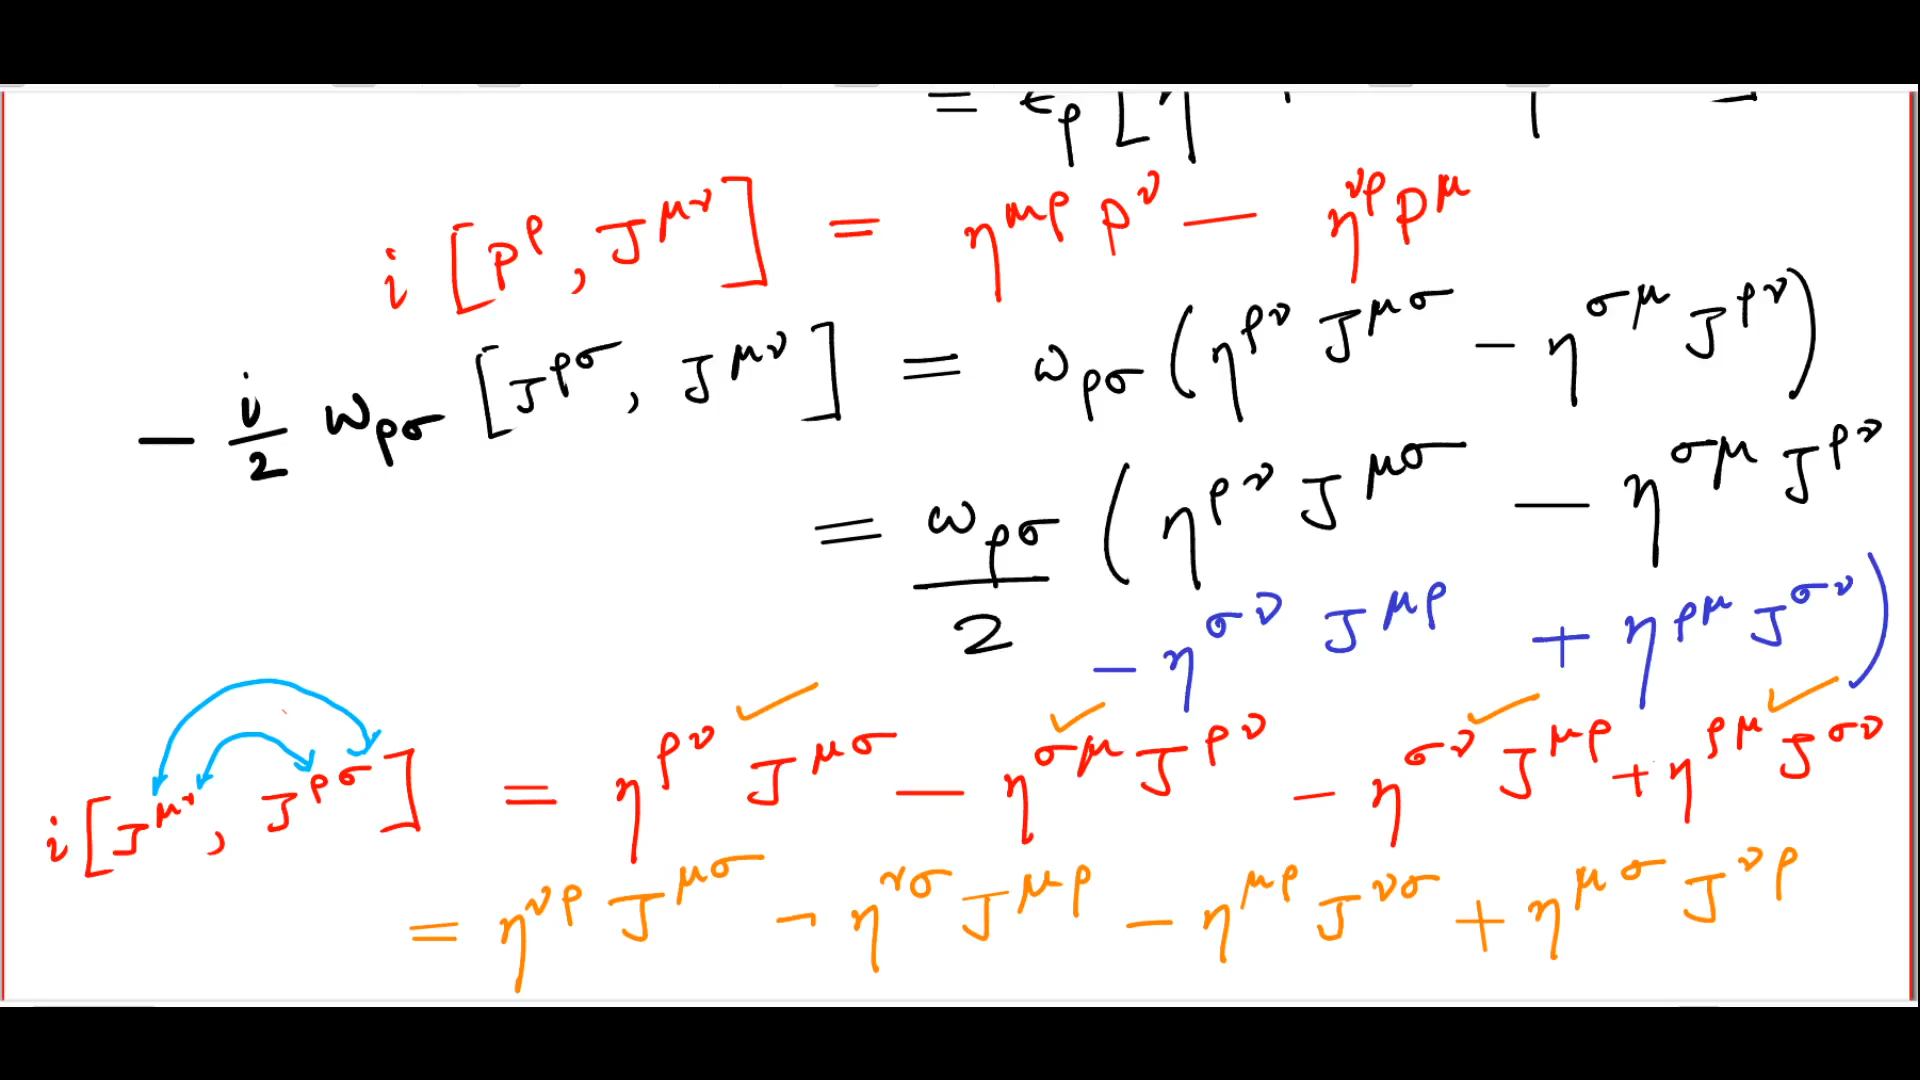 = ϵ_ρ [η
i [P^ρ, J^{μν}] = η^{μρ} P^ν − η^{νρ} P^μ
− i/2 ω_{ρσ} [J^{ρσ}, J^{μν}] = ω_{ρσ} (η^{ρν} J^{μσ} − η^{σμ} J^{ρν})
= ω_{ρσ}/2 (η^{ρν} J^{μσ} − η^{σμ} J^{ρν}
− η^{σν} J^{μρ} + η^{ρμ} J^{σν})
i [J^{μν}, J^{ρσ}] = η^{ρν} J^{μσ} − η^{σμ} J^{ρν} − η^{σν} J^{μρ} + η^{ρμ} J^{σν}
= η^{νρ} J^{μσ} − η^{νσ} J^{μρ} − η^{μρ} J^{νσ} + η^{μσ} J^{νρ}